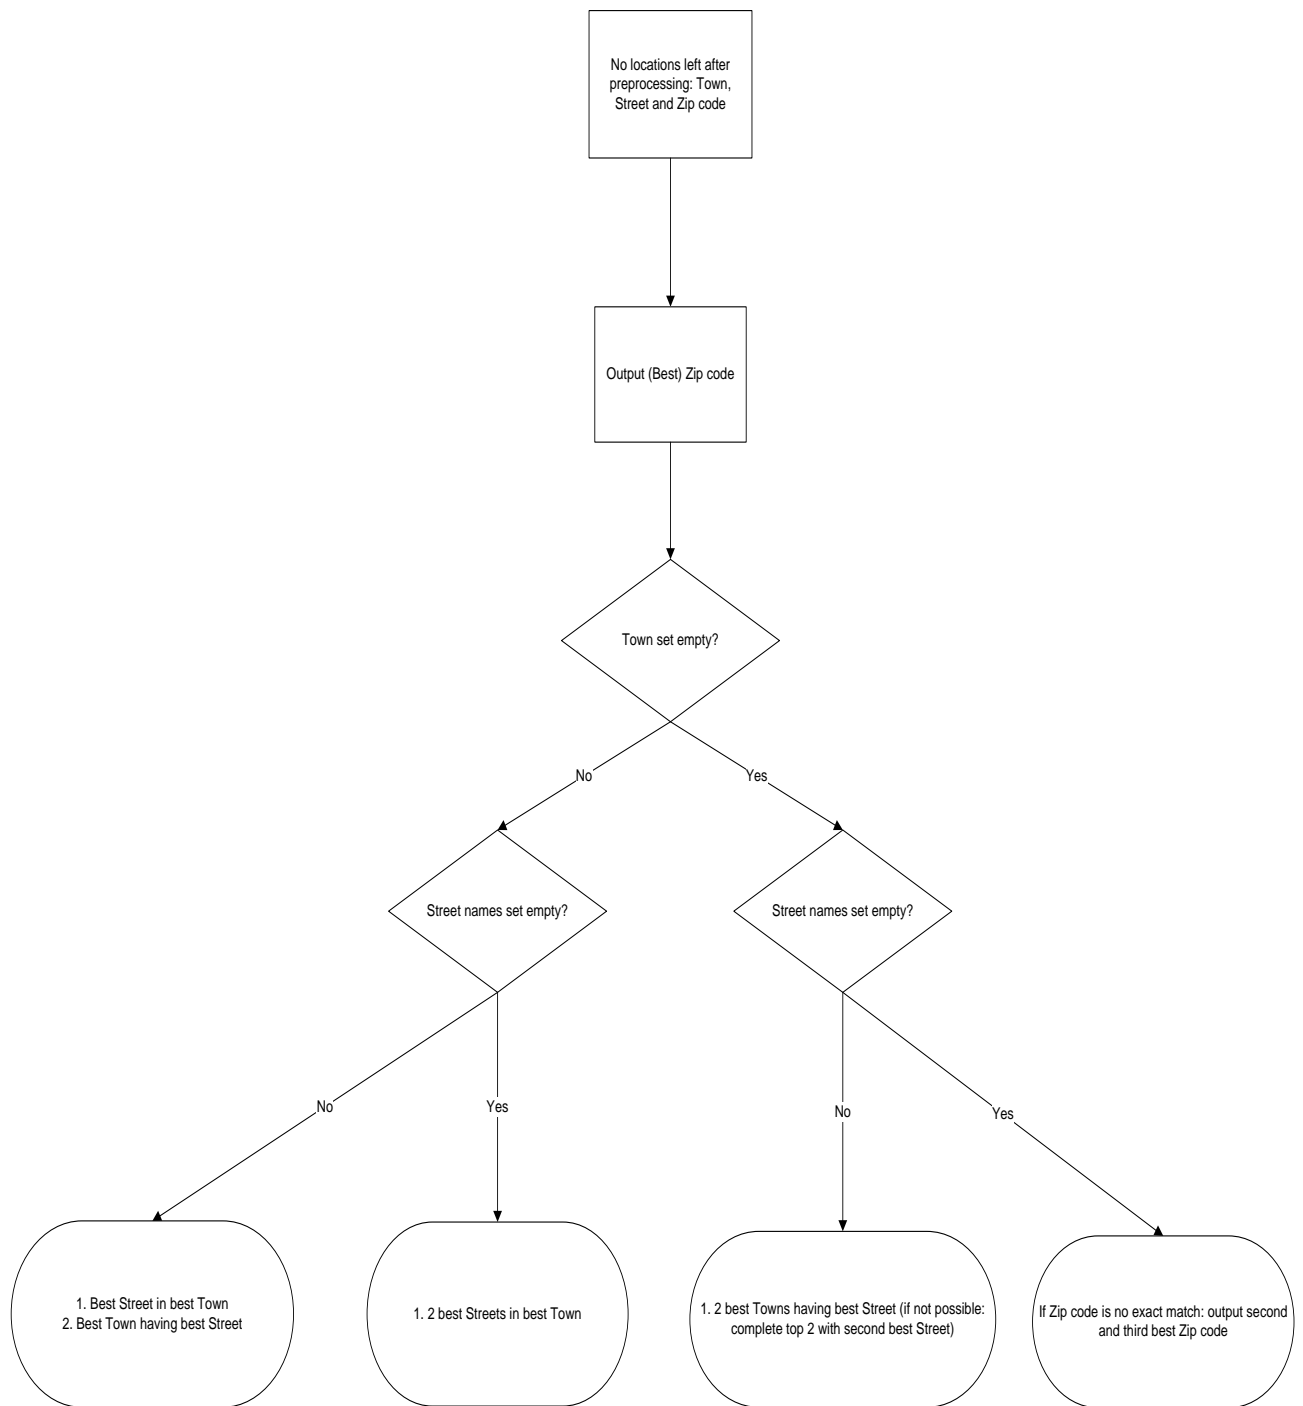 No locations left after
preprocessing: Town,
Street and Zip code
Output (Best) Zip code
Town set empty?
No
Yes
Street names set empty?
Street names set empty?
No
Yes
No
Yes
1. Best Street in best Town
2. Best Town having best Street
1. 2 best Streets in best Town
1. 2 best Towns having best Street (if not possible:
complete top 2 with second best Street)
If Zip code is no exact match: output second
and third best Zip code